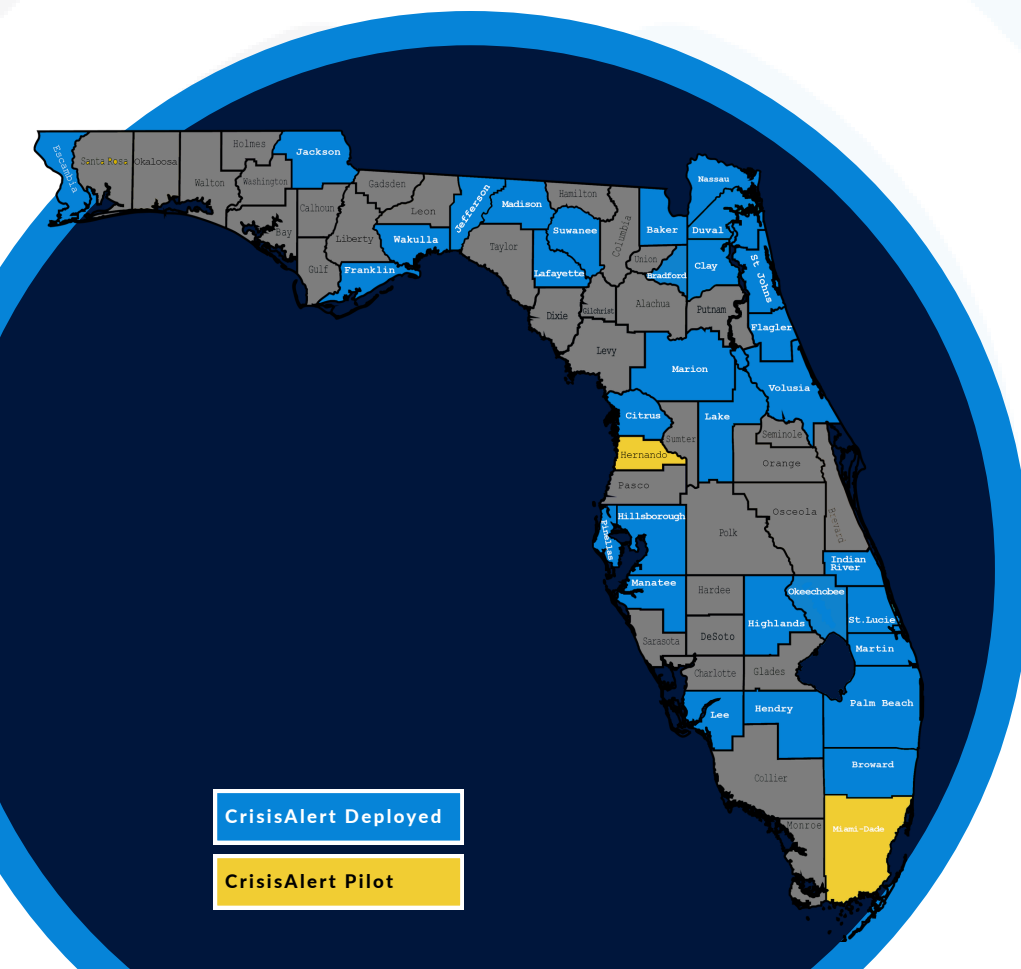 Escambia
Santa Rosa
Okaloosa
Walton
Holmes
Washington
Jackson
Bay
Calhoun
Gulf
Liberty
Gadsden
Leon
Franklin
Wakulla
Jefferson
Madison
Taylor
Hamilton
Suwanee
Lafayette
Columbia
Baker
Union
Bradford
Nassau
Duval
Clay
St Johns
Dixie
Gilchrist
Alachua
Putnam
Flagler
Levy
Marion
Volusia
Citrus
Sumter
Lake
Hernando
Seminole
Orange
Pasco
Osceola
Brevard
Pinellas
Hillsborough
Polk
Indian
River
Manatee
Hardee
Highlands
Okeechobee
St.Lucie
Sarasota
DeSoto
Martin
Charlotte
Glades
Lee
Hendry
Palm Beach
Broward
Collier
Monroe
Miami-Dade
CrisisAlert Deployed
CrisisAlert Pilot